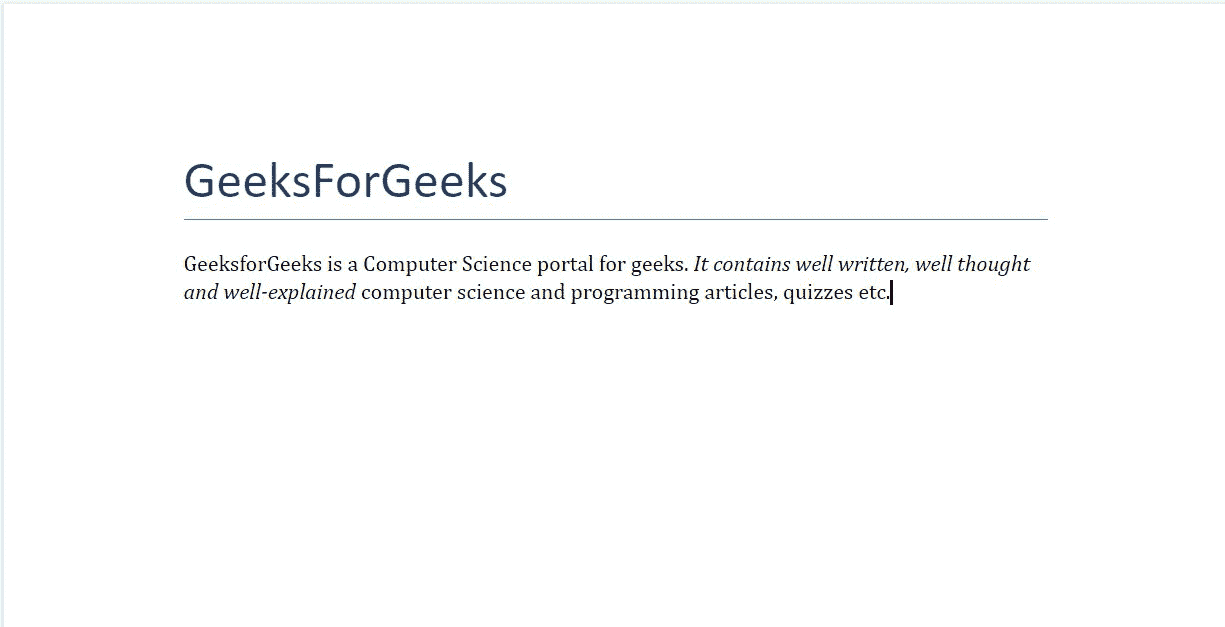 GeeksForGeeks
GeeksforGeeks is a Computer Science portal for geeks. It contains well written, well thought
and well-explained computer science and programming articles, quizzes etc.